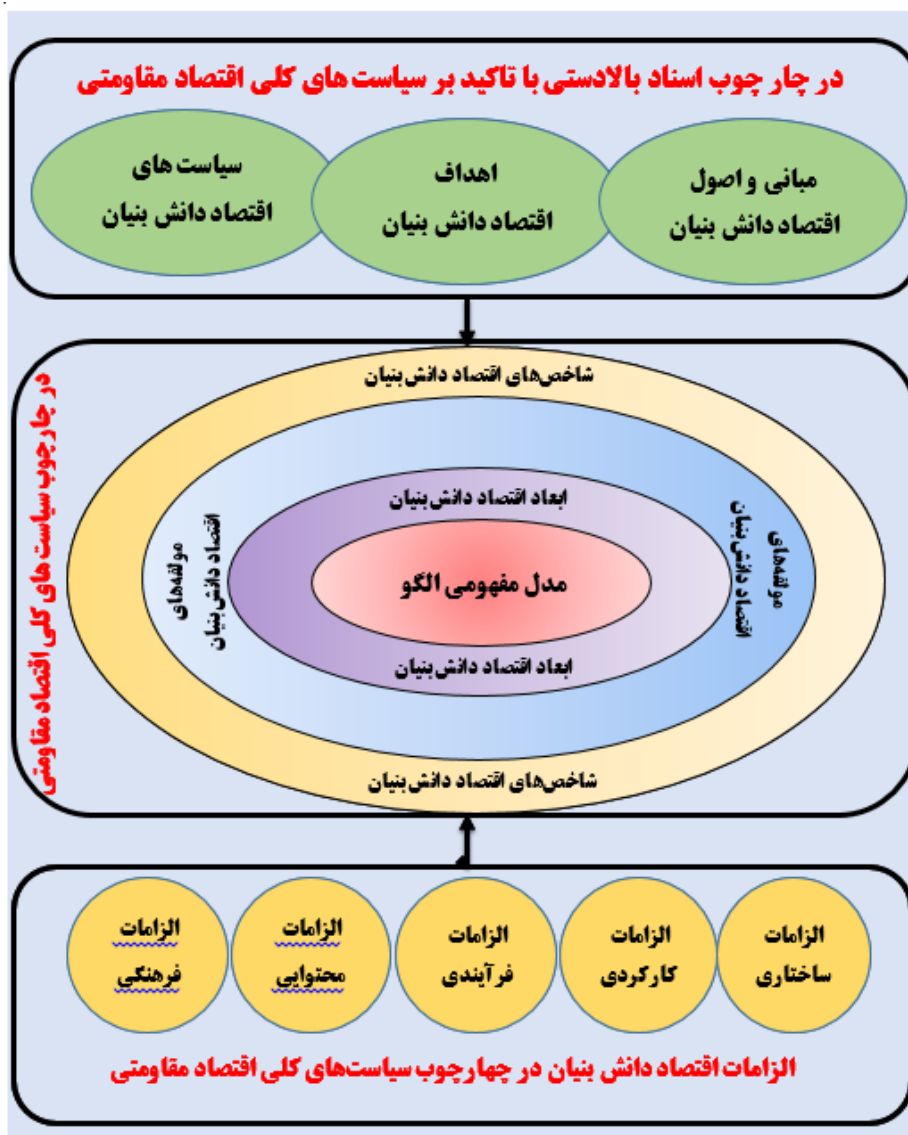 در چار چوب اسناد بالادستی با تاکید بر سیاست های کلی اقتصاد مقاومتی
مبانی و اصول
اقتصاد دانش بنیان
اهداف
اقتصاد دانش بنیان
سیاست های
اقتصاد دانش بنیان
در چارچوب سیاست های کلی اقتصاد مقاومتی
شاخص‌های اقتصاد دانش‌بنیان
مولفه‌های
اقتصاد دانش‌بنیان
ابعاد اقتصاد دانش‌بنیان
مدل مفهومی الگو
ابعاد اقتصاد دانش‌بنیان
مولفه‌های
اقتصاد دانش‌بنیان
شاخص‌های اقتصاد دانش‌بنیان
الزامات
ساختاری
الزامات
کارکردی
الزامات
فرآیندی
الزامات
محتوایی
الزامات
فرهنگی
الزامات اقتصاد دانش بنیان در چهارچوب سیاست‌های کلی اقتصاد مقاومتی